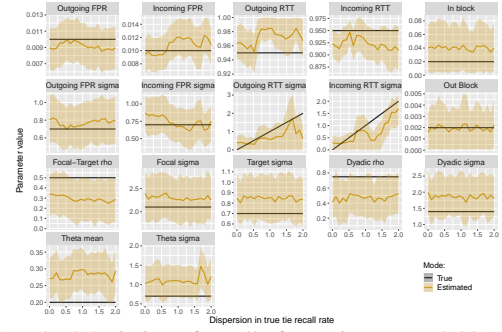 Outgoing FPR Incoming FPR Outgoing RTT Incoming RTT In block
0.013 0.012 0.011 0.010 0.009 0.008
0.014 0.012 0.010 0.008
1.00 0.98 0.96 0.94 0.92
0.975 0.950 0.925 0.900 0.875
0.08 0.06 0.04 0.02 0.00
Outgoing FPR sigma Incoming FPR sigma Outgoing RTT sigma Incoming RTT sigma Out Block
1.0 0.8 0.6
1.00 0.75 0.50
3 2 1 0
2.0 1.5 1.0 0.5 0.0
0.005 0.004 0.003 0.002 0.001 0.000
Focal−Target rho Focal sigma Target sigma Dyadic rho Dyadic sigma
0.5 0.4 0.3 0.2 0.1 0.0
2.5 2.0
1.1 1.0 0.9 0.8 0.7 0.6
0.8 0.6 0.4 0.2
2.5 2.0 1.5
0.0 0.5 1.0 1.5 2.0 0.0 0.5 1.0 1.5 2.0 0.0 0.5 1.0 1.5 2.0
Theta mean Theta sigma
0.35 0.30 0.25 0.20
2.0 1.5 1.0 0.5
0.0 0.5 1.0 1.5 2.0 0.0 0.5 1.0 1.5 2.0
Parameter value
Dispersion in true tie recall rate
Mode:
True
Estimated